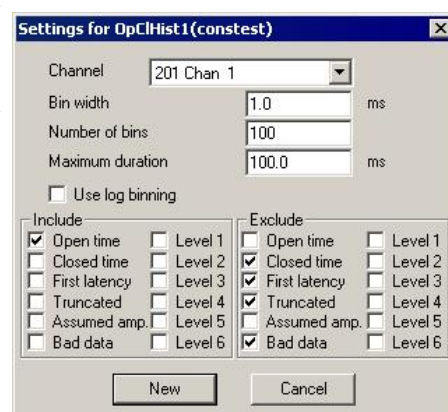 Settings for OpClHist1(constest)
Channel 201 Chan 1
Bin width 1.0 ms
Number of bins 100
Maximum duration 100.0 ms
Use log binning
Include Exclude
Open time Level 1 Open time Level 1
Closed time Level 2 Closed time Level 2
First latency Level 3 First latency Level 3
Truncated Level 4 Truncated Level 4
Assumed amp. Level 5 Assumed amp. Level 5
Bad data Level 6 Bad data Level 6
New Cancel